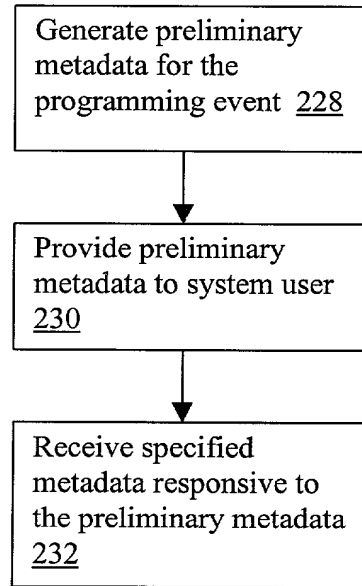 Generate preliminary
metadata for the
programming event 228
Provide preliminary
metadata to system user
230
Receive specified
metadata responsive to
the preliminary metadata
232